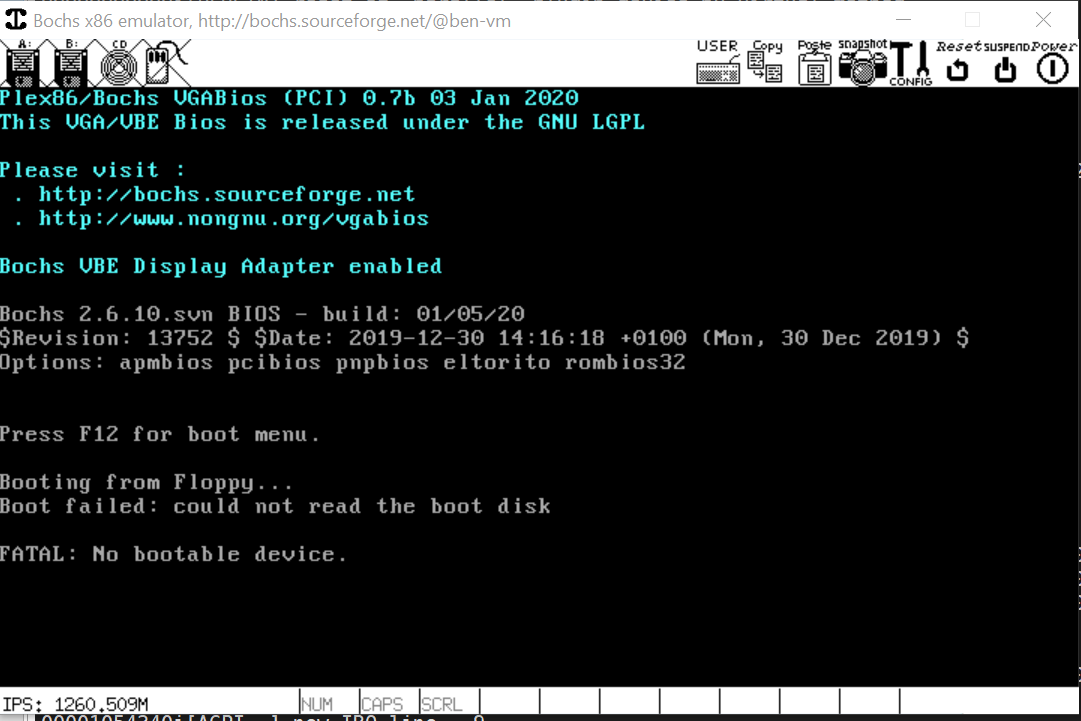 Bochs x86 emulator, http://bochs.sourceforge.net/@ben-vm
A: B: CD USER Copy Paste snapshot CONFIG Reset SUSPEND Power
Plex86/Bochs VGABios (PCI) 0.7b 03 Jan 2020
This VGA/VBE Bios is released under the GNU LGPL
Please visit :
. http://bochs.sourceforge.net
. http://www.nongnu.org/vgabios
Bochs VBE Display Adapter enabled
Bochs 2.6.10.svn BIOS - build: 01/05/20
$Revision: 13752 $ $Date: 2019-12-30 14:16:18 +0100 (Mon, 30 Dec 2019) $
Options: apmbios pcibios pnpbios eltorito rombios32
Press F12 for boot menu.
Booting from Floppy...
Boot failed: could not read the boot disk
FATAL: No bootable device.
IPS: 1260.509M NUM CAPS SCRL